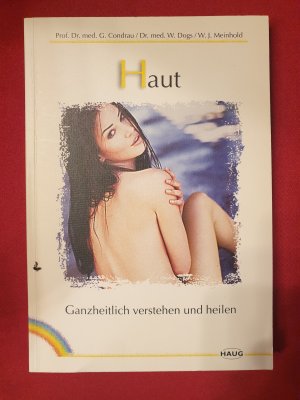 Prof. Dr. med. G. Condrau/Dr. med. W. Dogs/W. J. Meinhold
Haut
Ganzheitlich verstehen und heilen
HAUG